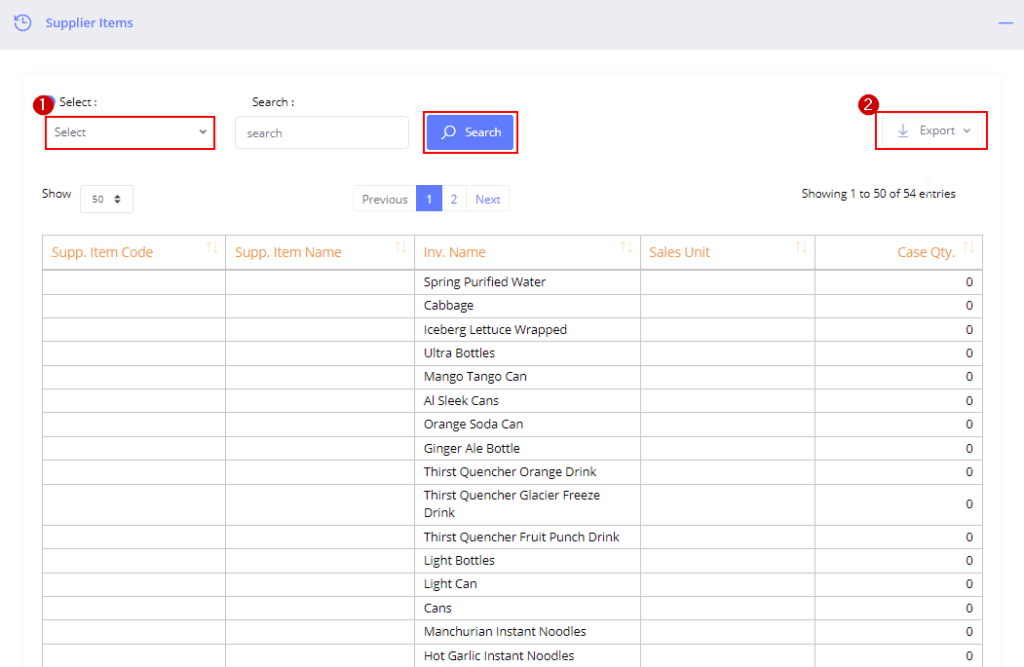 Supplier Items
1 Select :
Search :
2
Select
search
Search
Export
Show 50
Previous 1 2 Next
Showing 1 to 50 of 54 entries
Supp. Item Code Supp. Item Name Inv. Name Sales Unit Case Qty.
Spring Purified Water 0
Cabbage 0
Iceberg Lettuce Wrapped 0
Ultra Bottles 0
Mango Tango Can 0
Al Sleek Cans 0
Orange Soda Can 0
Ginger Ale Bottle 0
Thirst Quencher Orange Drink 0
Thirst Quencher Glacier Freeze
Drink 0
Thirst Quencher Fruit Punch Drink 0
Light Bottles 0
Light Can 0
Cans 0
Manchurian Instant Noodles 0
Hot Garlic Instant Noodles 0